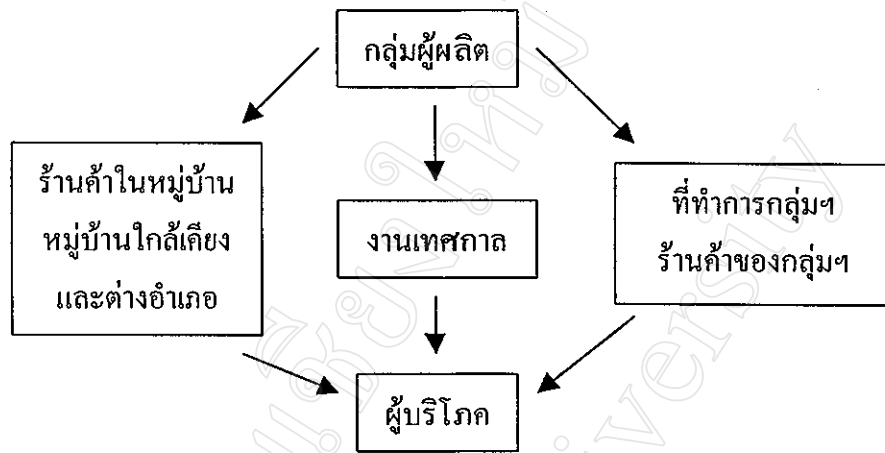 กลุ่มผู้ผลิต
ร้านค้าในหมู่บ้าน
หมู่บ้านใกล้เคียง
และต่างอำเภอ
งานเทศกาล
ที่ทำการกลุ่มฯ
ร้านค้าของกลุ่มฯ
ผู้บริโภค